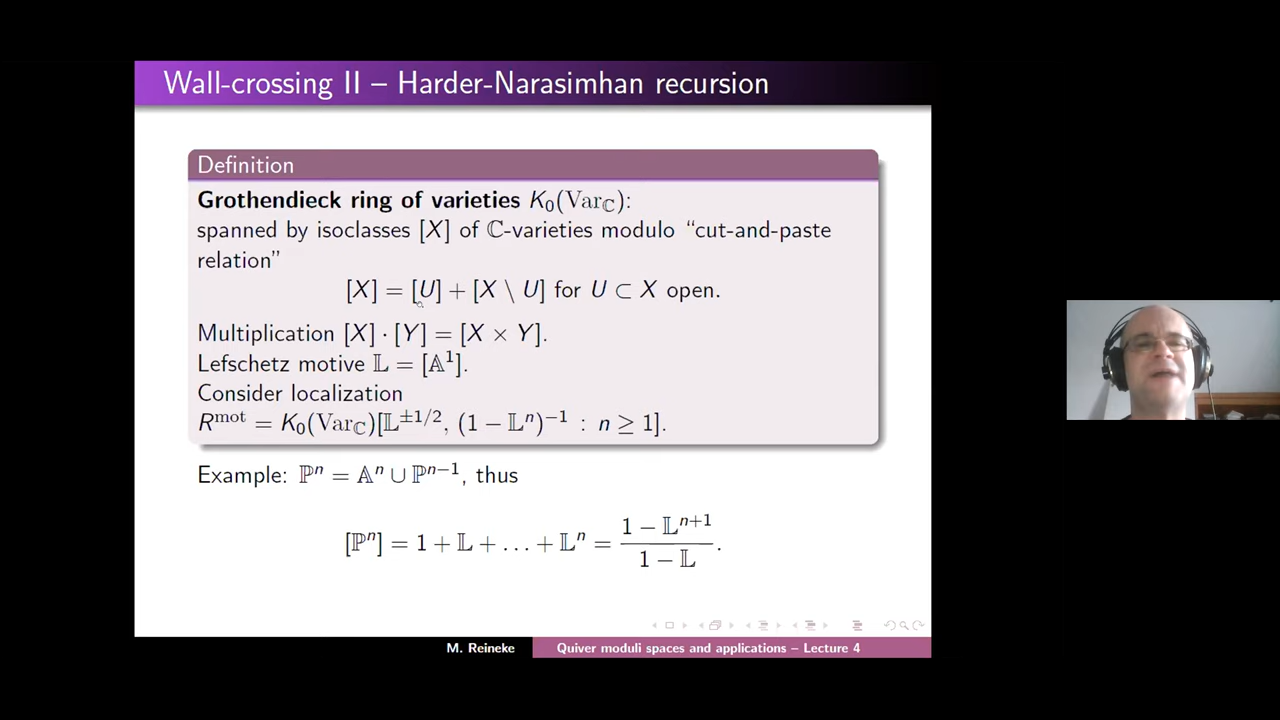 Wall-crossing II – Harder-Narasimhan recursion
Definition
Grothendieck ring of varieties K₀(Var_ℂ):
spanned by isoclasses [X] of ℂ-varieties modulo “cut-and-paste
relation”
[X] = [U] + [X \ U] for U ⊂ X open.
Multiplication [X] · [Y] = [X × Y].
Lefschetz motive 𝕃 = [𝔸¹].
Consider localization
R^mot = K₀(Var_ℂ)[𝕃^±1/2, (1 − 𝕃ⁿ)⁻¹ : n ≥ 1].
Example: ℙⁿ = 𝔸ⁿ ∪ ℙⁿ⁻¹, thus
[ℙⁿ] = 1 + 𝕃 + … + 𝕃ⁿ = (1 − 𝕃ⁿ⁺¹)/(1 − 𝕃).
M. Reineke
Quiver moduli spaces and applications – Lecture 4